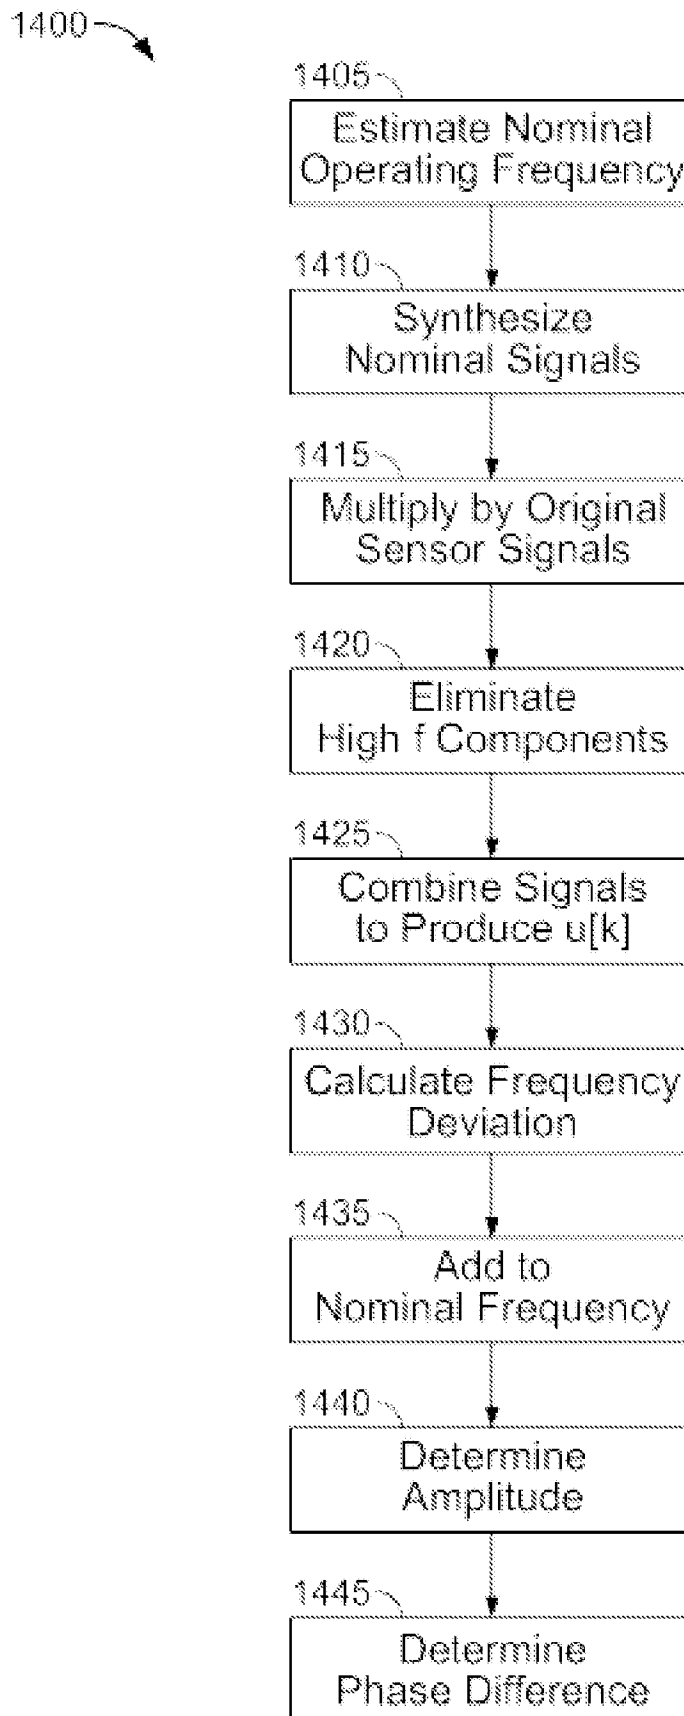 1400
1405
Estimate Nominal
Operating Frequency
1410
Synthesize
Nominal Signals
1415
Multiply by Original
Sensor Signals
1420
Eliminate
High f Components
1425
Combine Signals
to Produce u[k]
1430
Calculate Frequency
Deviation
1435
Add to
Nominal Frequency
1440
Determine
Amplitude
1445
Determine
Phase Difference